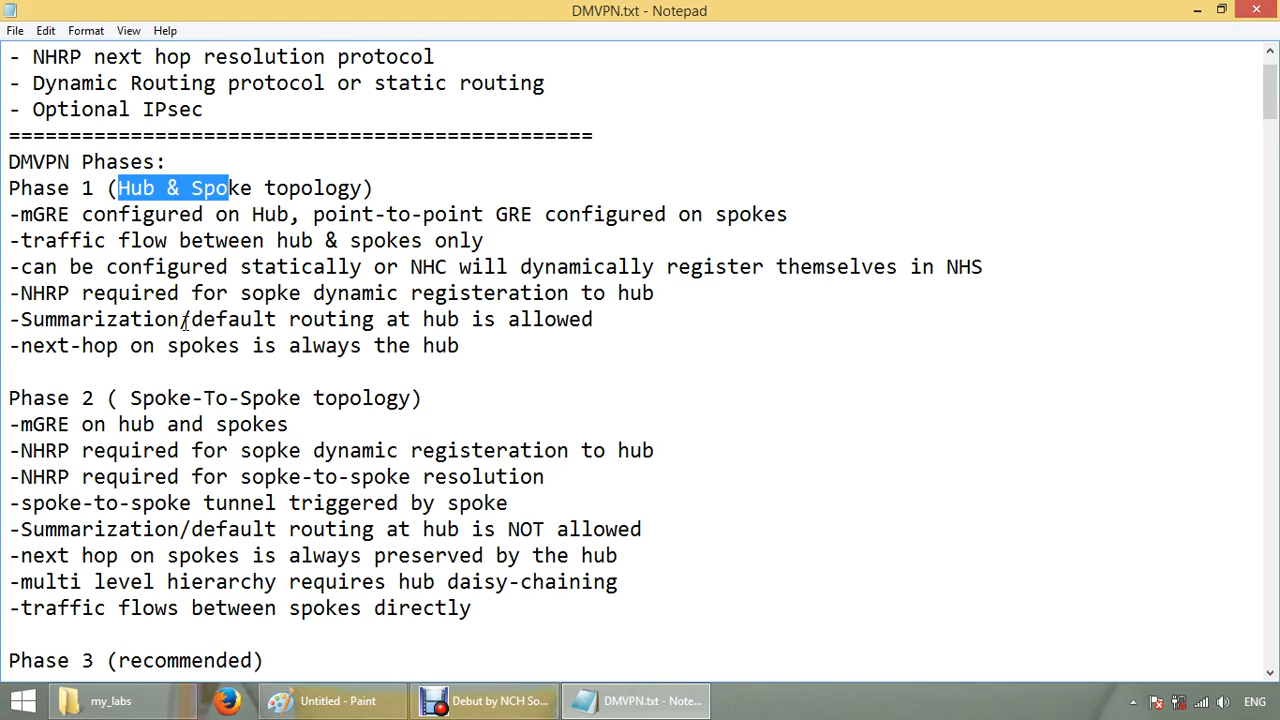 DMVPN.txt - Notepad
File Edit Format View Help
- NHRP next hop resolution protocol
- Dynamic Routing protocol or static routing
- Optional IPsec
================================================
DMVPN Phases:
Phase 1 (Hub & Spoke topology)
-mGRE configured on Hub, point-to-point GRE configured on spokes
-traffic flow between hub & spokes only
-can be configured statically or NHC will dynamically register themselves in NHS
-NHRP required for sopke dynamic registeration to hub
-Summarization/default routing at hub is allowed
-next-hop on spokes is always the hub
Phase 2 ( Spoke-To-Spoke topology)
-mGRE on hub and spokes
-NHRP required for sopke dynamic registeration to hub
-NHRP required for sopke-to-spoke resolution
-spoke-to-spoke tunnel triggered by spoke
-Summarization/default routing at hub is NOT allowed
-next hop on spokes is always preserved by the hub
-multi level hierarchy requires hub daisy-chaining
-traffic flows between spokes directly
Phase 3 (recommended)
my_labs Untitled - Paint Debut by NCH So... DMVPN.txt - Note... ENG